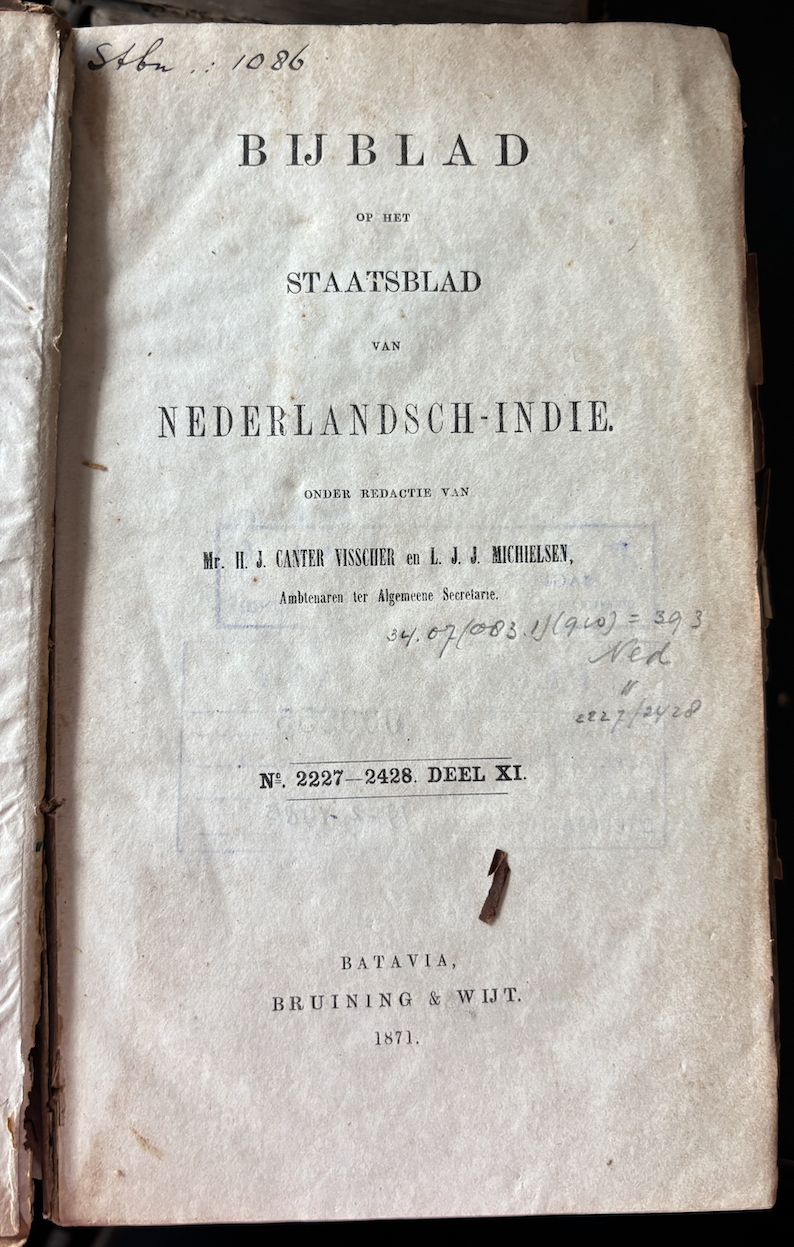 Stbn .: 1086
BIJBLAD
OP HET
STAATSBLAD
VAN
NEDERLANDSCH-INDIE.
ONDER REDACTIE VAN
Mr. H. J. CANTER VISSCHER en L. J. J. MICHIELSEN,
Ambtenaren ter Algemeene Secretarie.
34.07/(083.1)(910) = 393
Ned
"
2227/2428
Nº. 2227—2428. DEEL XI.
BATAVIA,
BRUINING & WIJT.
1871.